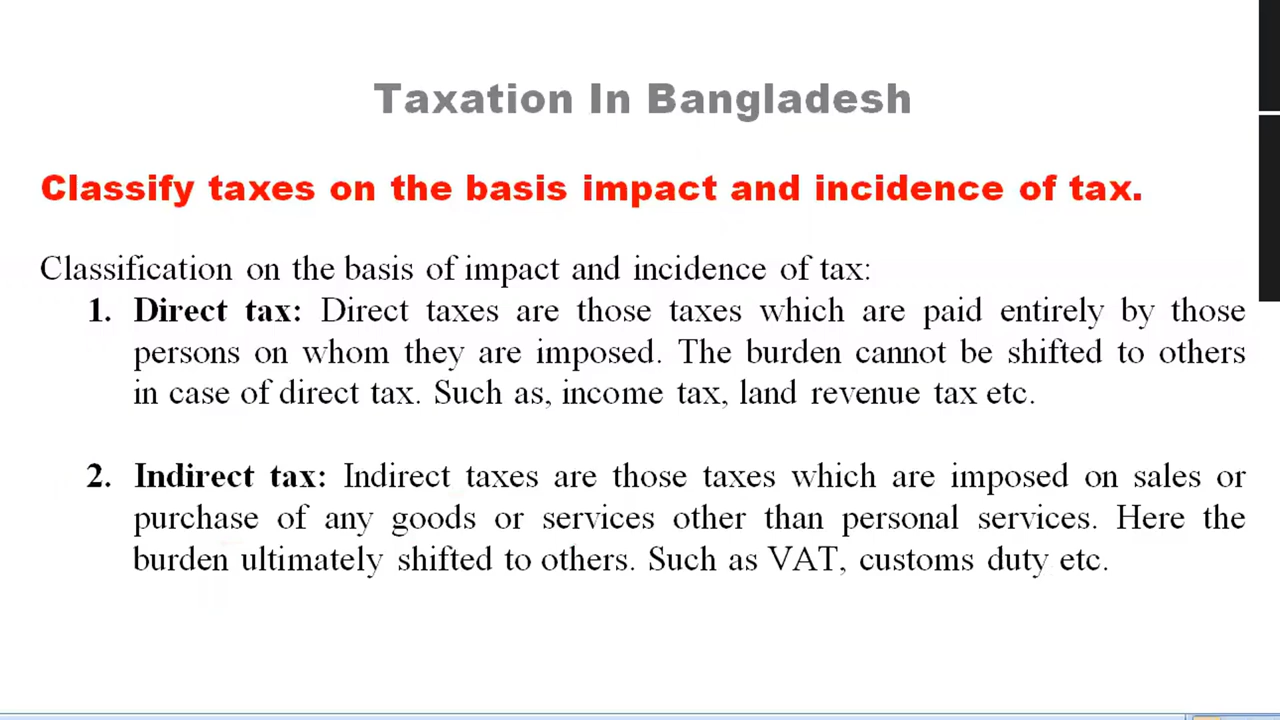 Taxation In Bangladesh
Classify taxes on the basis impact and incidence of tax.
Classification on the basis of impact and incidence of tax:
1. Direct tax: Direct taxes are those taxes which are paid entirely by those
persons on whom they are imposed. The burden cannot be shifted to others
in case of direct tax. Such as, income tax, land revenue tax etc.
2. Indirect tax: Indirect taxes are those taxes which are imposed on sales or
purchase of any goods or services other than personal services. Here the
burden ultimately shifted to others. Such as VAT, customs duty etc.